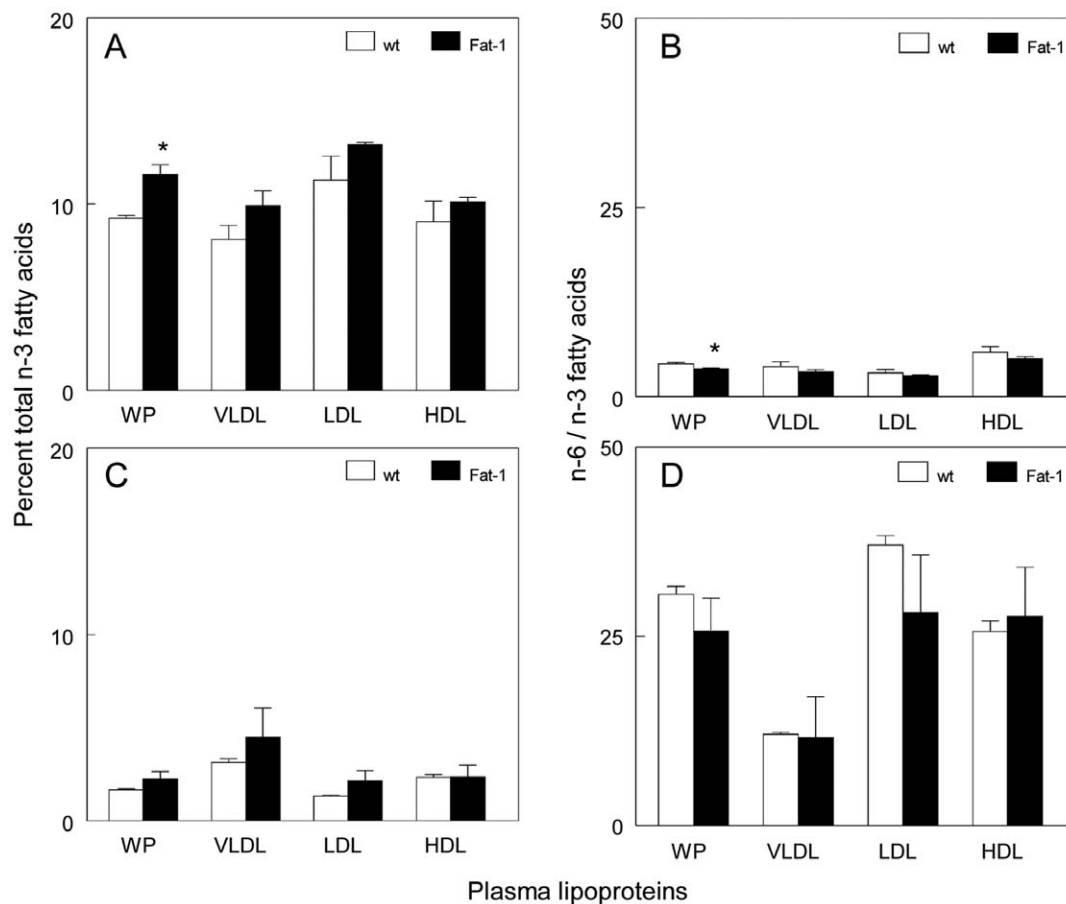 A
wt Fat-1
20
10
0
*
WP VLDL LDL HDL
B
wt Fat-1
50
25
0
*
WP VLDL LDL HDL
C
wt Fat-1
20
10
0
WP VLDL LDL HDL
D
wt Fat-1
50
25
0
WP VLDL LDL HDL
Percent total n-3 fatty acids
n-6 / n-3 fatty acids
Plasma lipoproteins